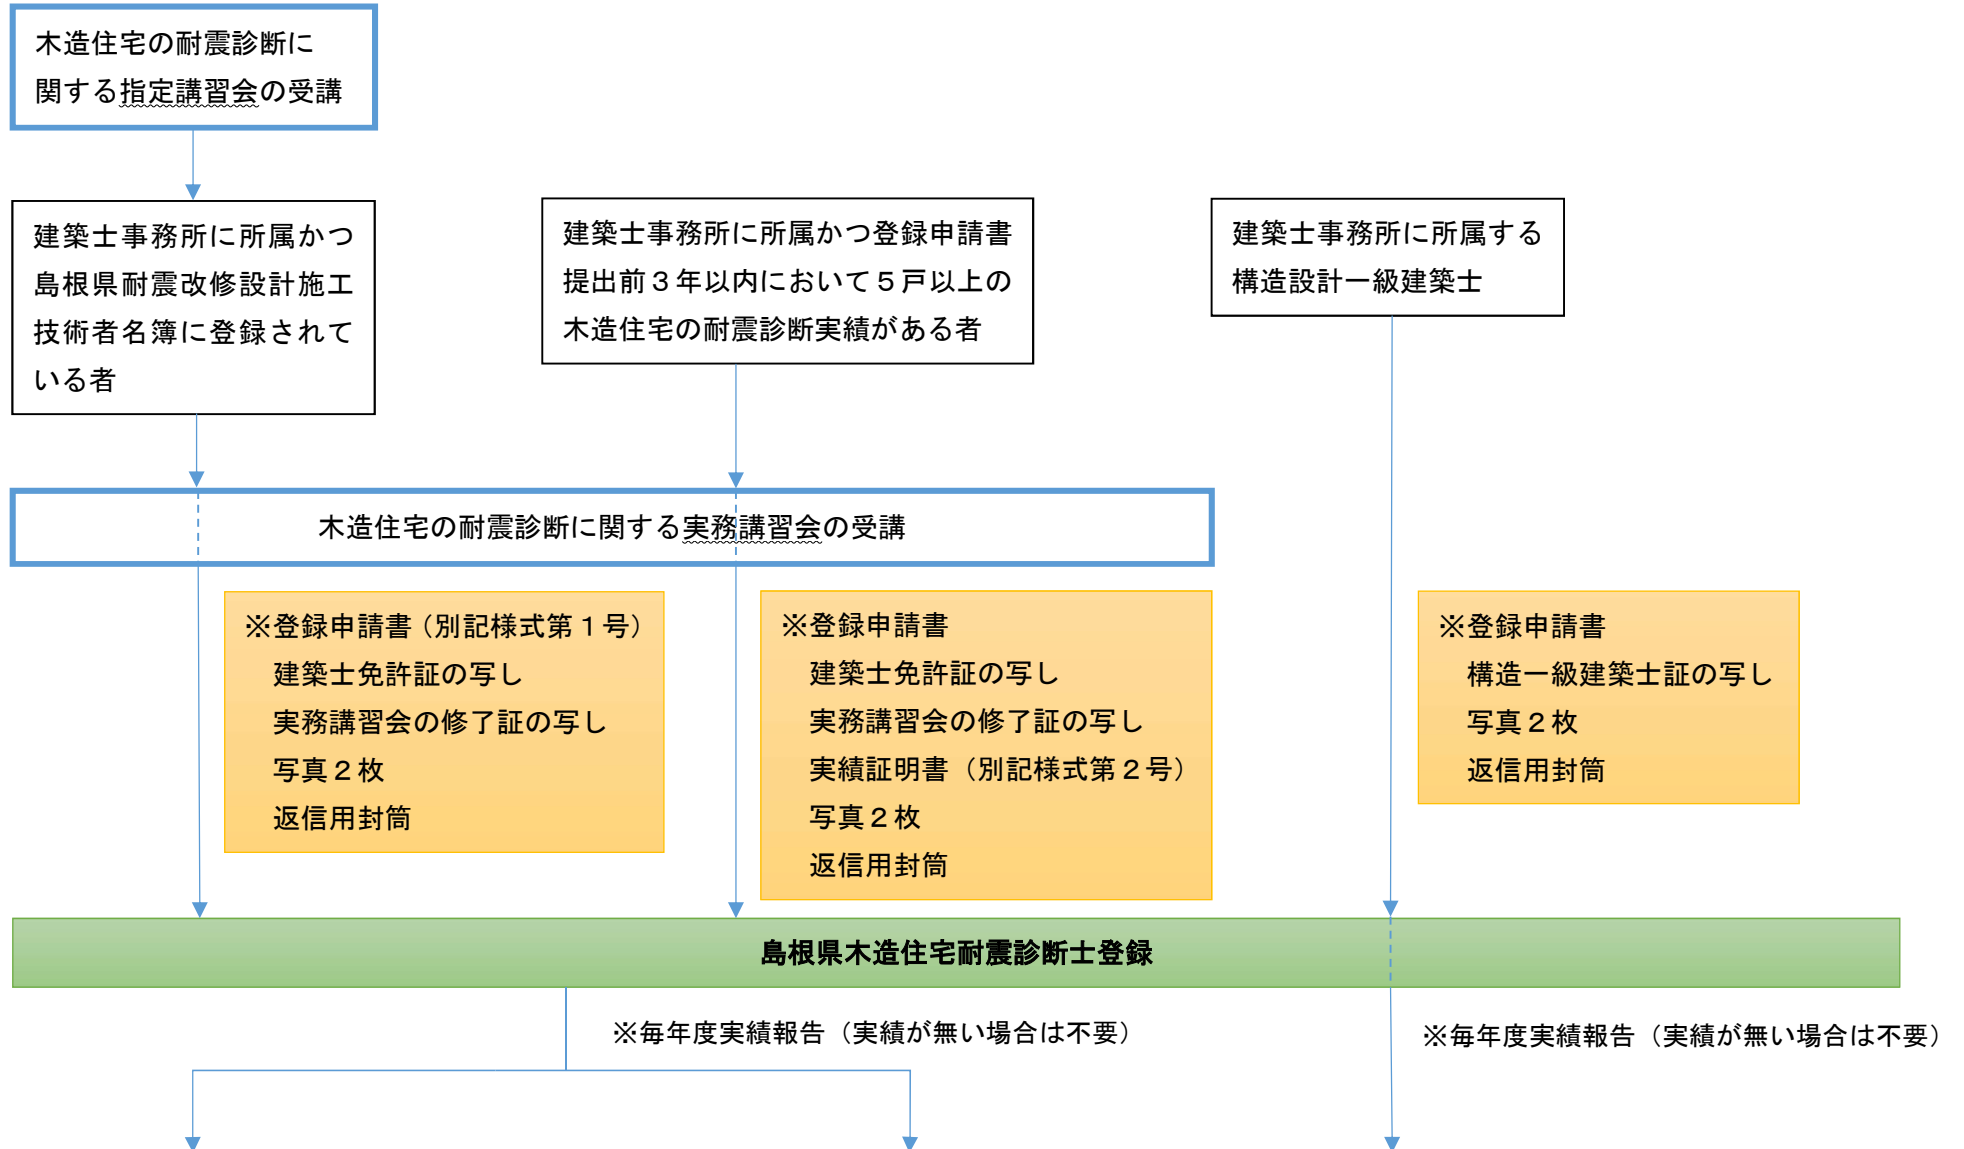 木造住宅の耐震診断に
関する指定講習会の受講
建築士事務所に所属かつ
島根県耐震改修設計施工
技術者名簿に登録されて
いる者
建築士事務所に所属かつ登録申請書
提出前３年以内において５戸以上の
木造住宅の耐震診断実績がある者
建築士事務所に所属する
構造設計一級建築士
木造住宅の耐震診断に関する実務講習会の受講
※登録申請書（別記様式第１号）
建築士免許証の写し
実務講習会の修了証の写し
写真２枚
返信用封筒
※登録申請書
建築士免許証の写し
実務講習会の修了証の写し
実績証明書（別記様式第２号）
写真２枚
返信用封筒
※登録申請書
構造一級建築士証の写し
写真２枚
返信用封筒
島根県木造住宅耐震診断士登録
※毎年度実績報告（実績が無い場合は不要）
※毎年度実績報告（実績が無い場合は不要）